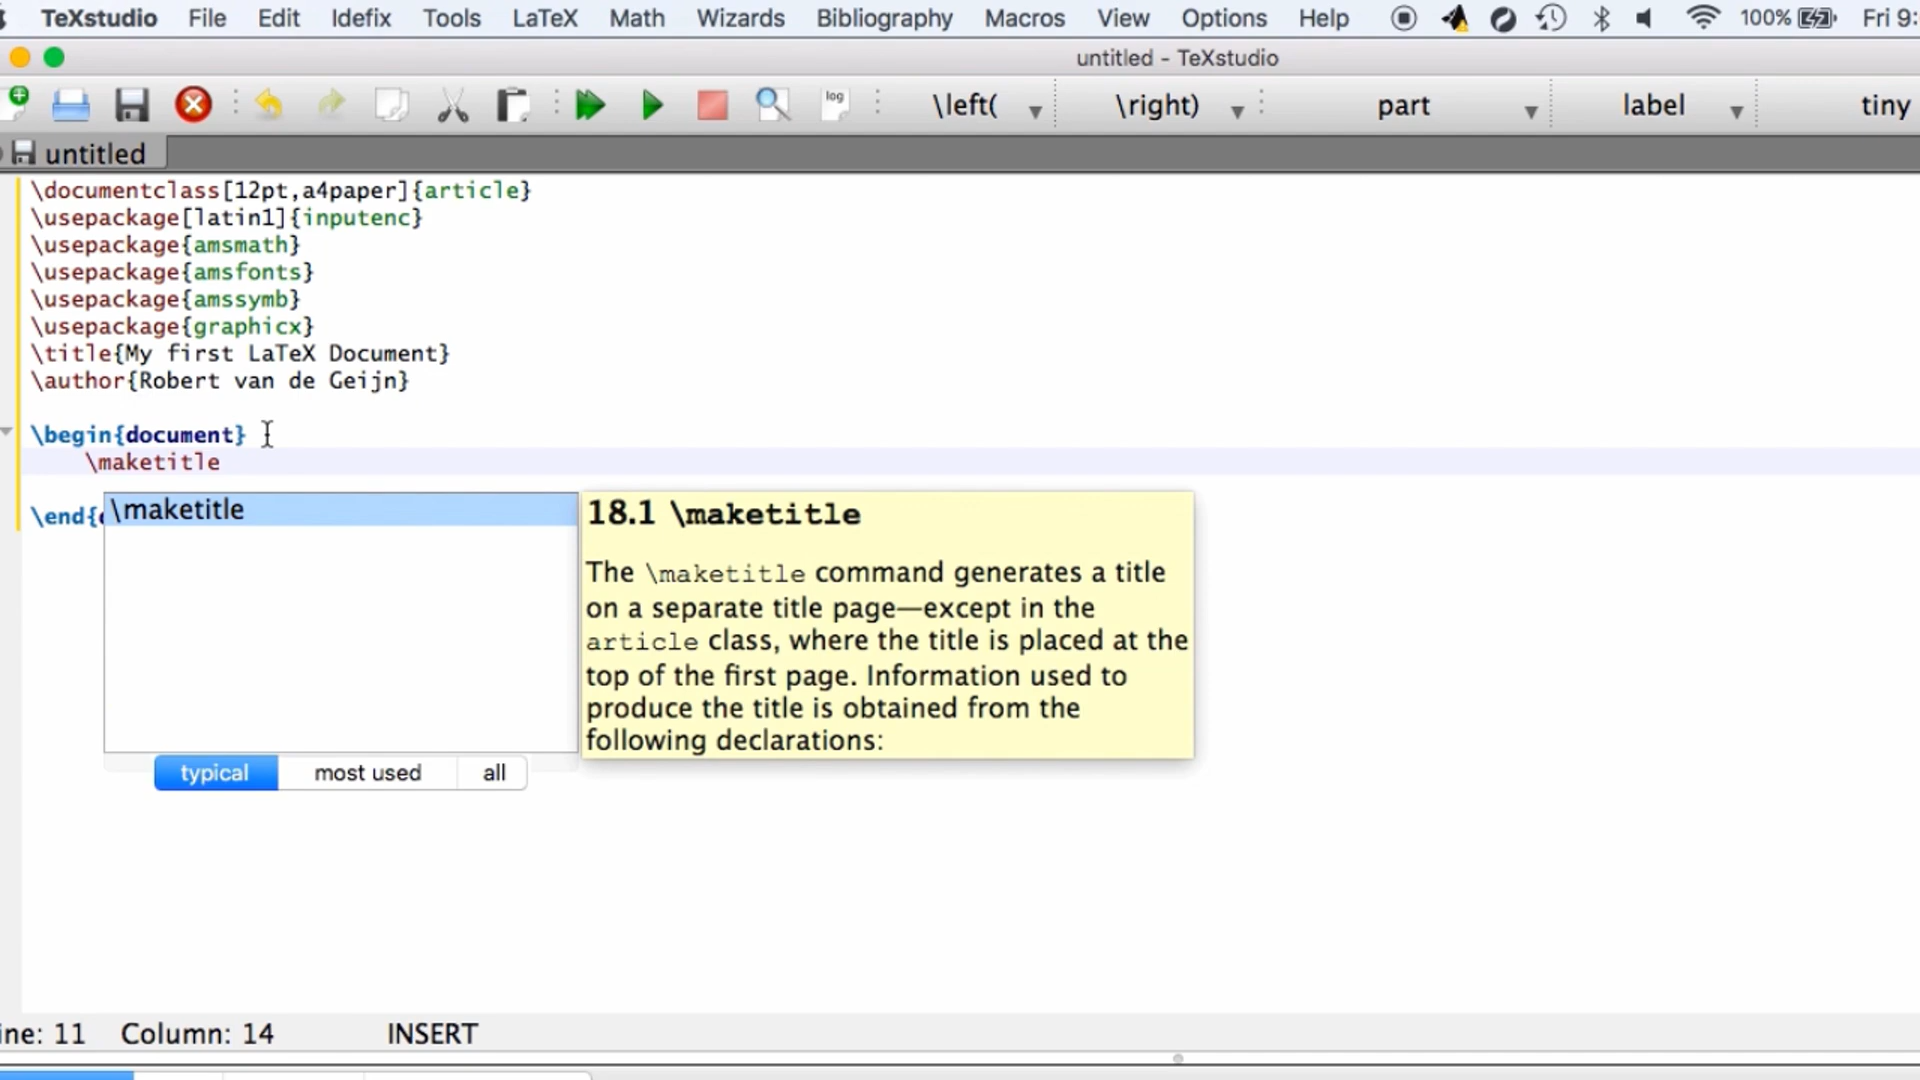 TeXstudio File Edit Idefix Tools LaTeX Math Wizards Bibliography Macros View Options Help 100% Fri 9:
untitled - TeXstudio
log \left( \right) part label tiny
untitled
\documentclass[12pt,a4paper]{article}
\usepackage[latin1]{inputenc}
\usepackage{amsmath}
\usepackage{amsfonts}
\usepackage{amssymb}
\usepackage{graphicx}
\title{My first LaTeX Document}
\author{Robert van de Geijn}
\begin{document}
\maketitle
\end{
\maketitle
18.1 \maketitle
The \maketitle command generates a title
on a separate title page—except in the
article class, where the title is placed at the
top of the first page. Information used to
produce the title is obtained from the
following declarations:
typical most used all
ine: 11 Column: 14 INSERT